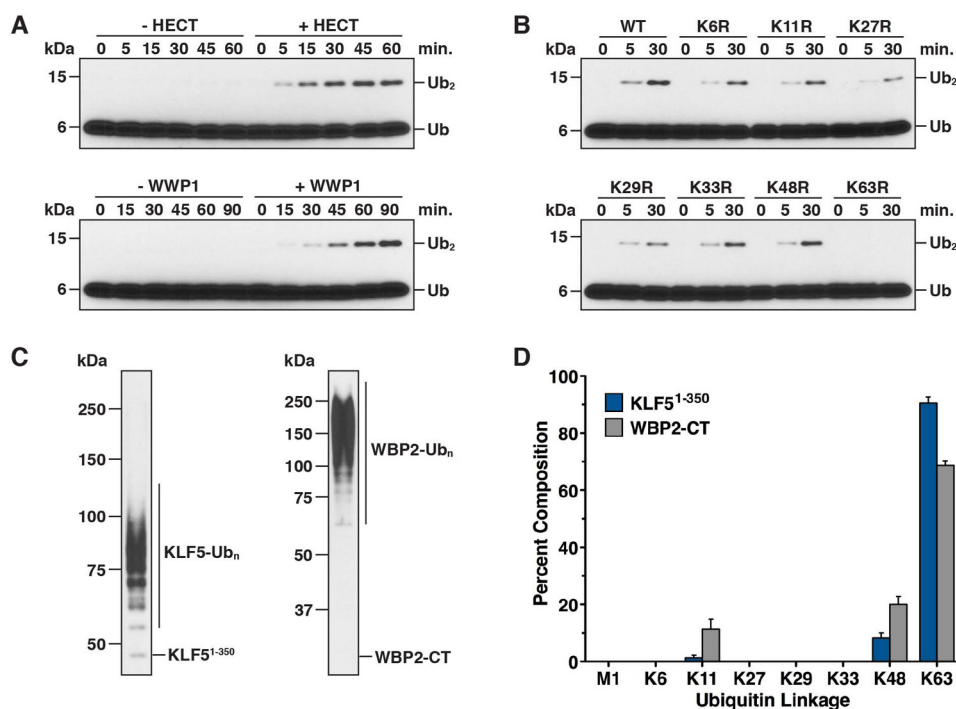 A
- HECT + HECT
kDa 0 5 15 30 45 60 0 5 15 30 45 60 min.
15 Ub₂
6 Ub
- WWP1 + WWP1
kDa 0 15 30 45 60 90 0 15 30 45 60 90 min.
15 Ub₂
6 Ub
B
WT K6R K11R K27R
kDa 0 5 30 0 5 30 0 5 30 0 5 30 min.
15 Ub₂
6 Ub
K29R K33R K48R K63R
kDa 0 5 30 0 5 30 0 5 30 0 5 30 min.
15 Ub₂
6 Ub
C
kDa
250
150
100
75
50
KLF5-Ubₙ
KLF5¹⁻³⁵⁰
kDa
250
150
100
75
50
37
WBP2-Ubₙ
WBP2-CT
D
Percent Composition
100
80
60
40
20
0
KLF5¹⁻³⁵⁰
WBP2-CT
M1 K6 K11 K27 K29 K33 K48 K63
Ubiquitin Linkage